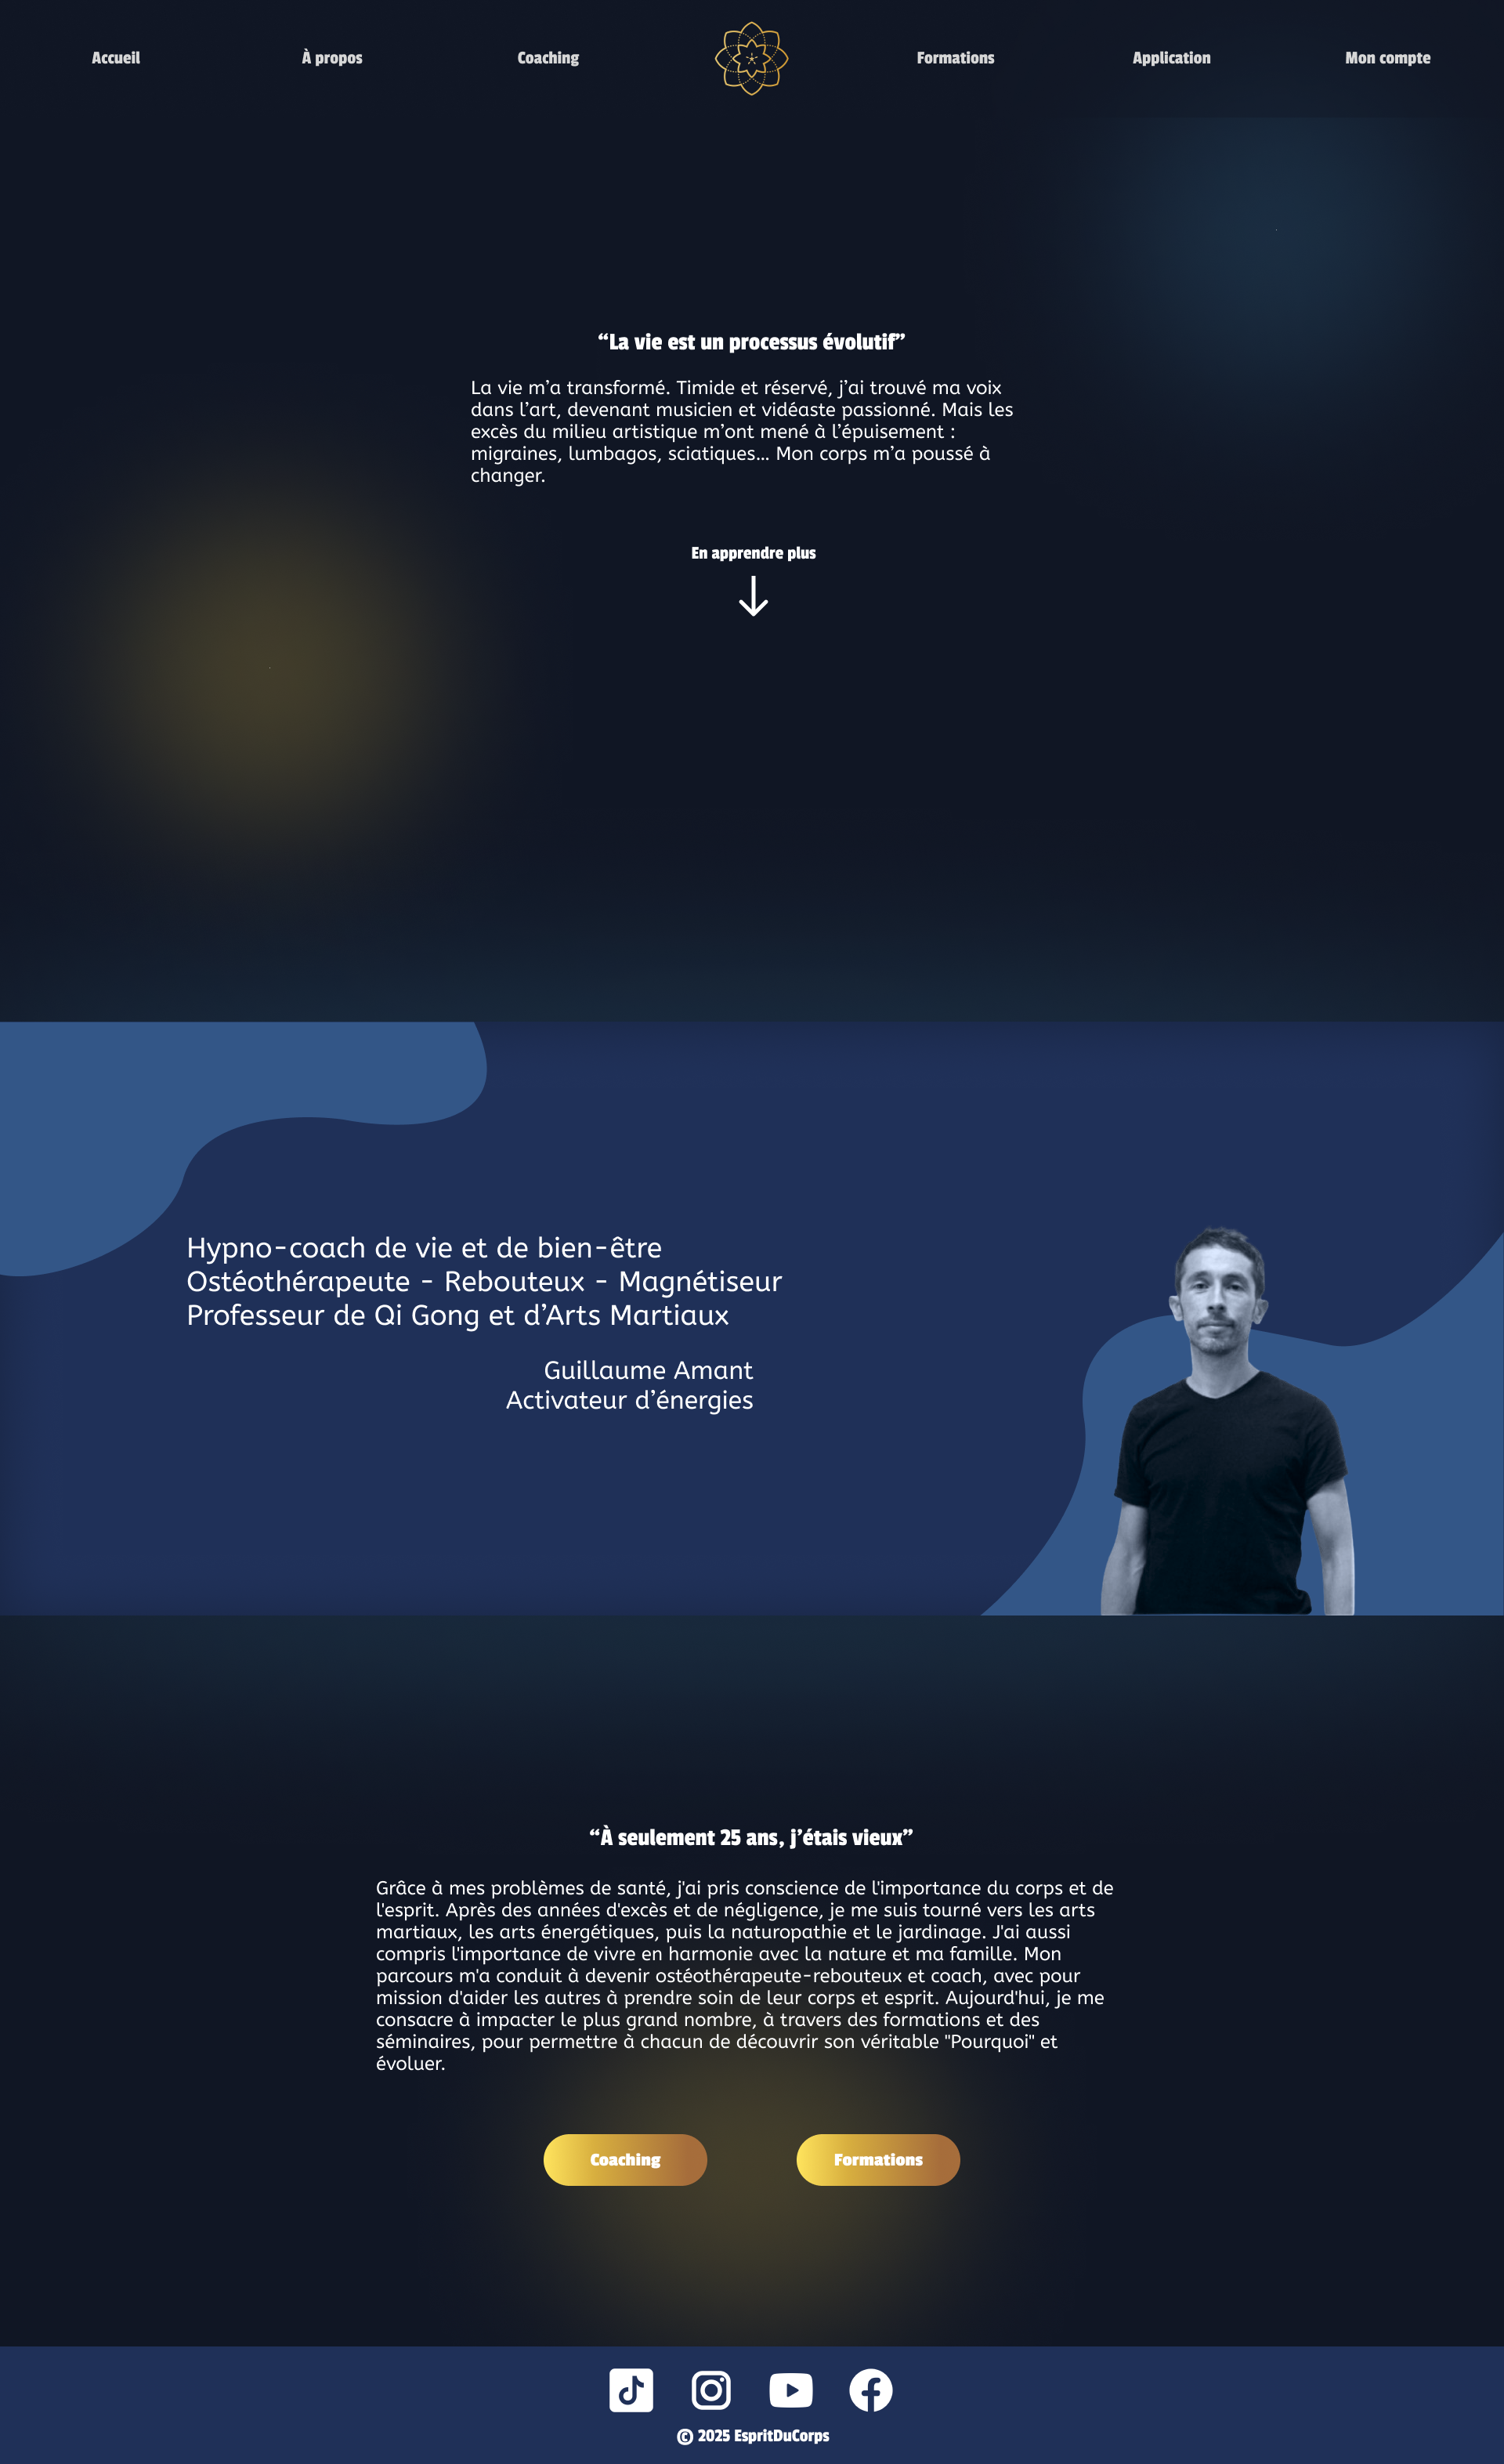 Accueil
À propos
Coaching
Formations
Application
Mon compte
“La vie est un processus évolutif”
La vie m’a transformé. Timide et réservé, j’ai trouvé ma voix
dans l’art, devenant musicien et vidéaste passionné. Mais les
excès du milieu artistique m’ont mené à l’épuisement :
migraines, lumbagos, sciatiques… Mon corps m’a poussé à
changer.
En apprendre plus
Hypno-coach de vie et de bien-être
Ostéothérapeute - Rebouteux - Magnétiseur
Professeur de Qi Gong et d’Arts Martiaux
Guillaume Amant
Activateur d’énergies
“À seulement 25 ans, j’étais vieux”
Grâce à mes problèmes de santé, j'ai pris conscience de l'importance du corps et de
l'esprit. Après des années d'excès et de négligence, je me suis tourné vers les arts
martiaux, les arts énergétiques, puis la naturopathie et le jardinage. J'ai aussi
compris l'importance de vivre en harmonie avec la nature et ma famille. Mon
parcours m'a conduit à devenir ostéothérapeute-rebouteux et coach, avec pour
mission d'aider les autres à prendre soin de leur corps et esprit. Aujourd'hui, je me
consacre à impacter le plus grand nombre, à travers des formations et des
séminaires, pour permettre à chacun de découvrir son véritable "Pourquoi" et
évoluer.
Coaching
Formations
© 2025 EspritDuCorps